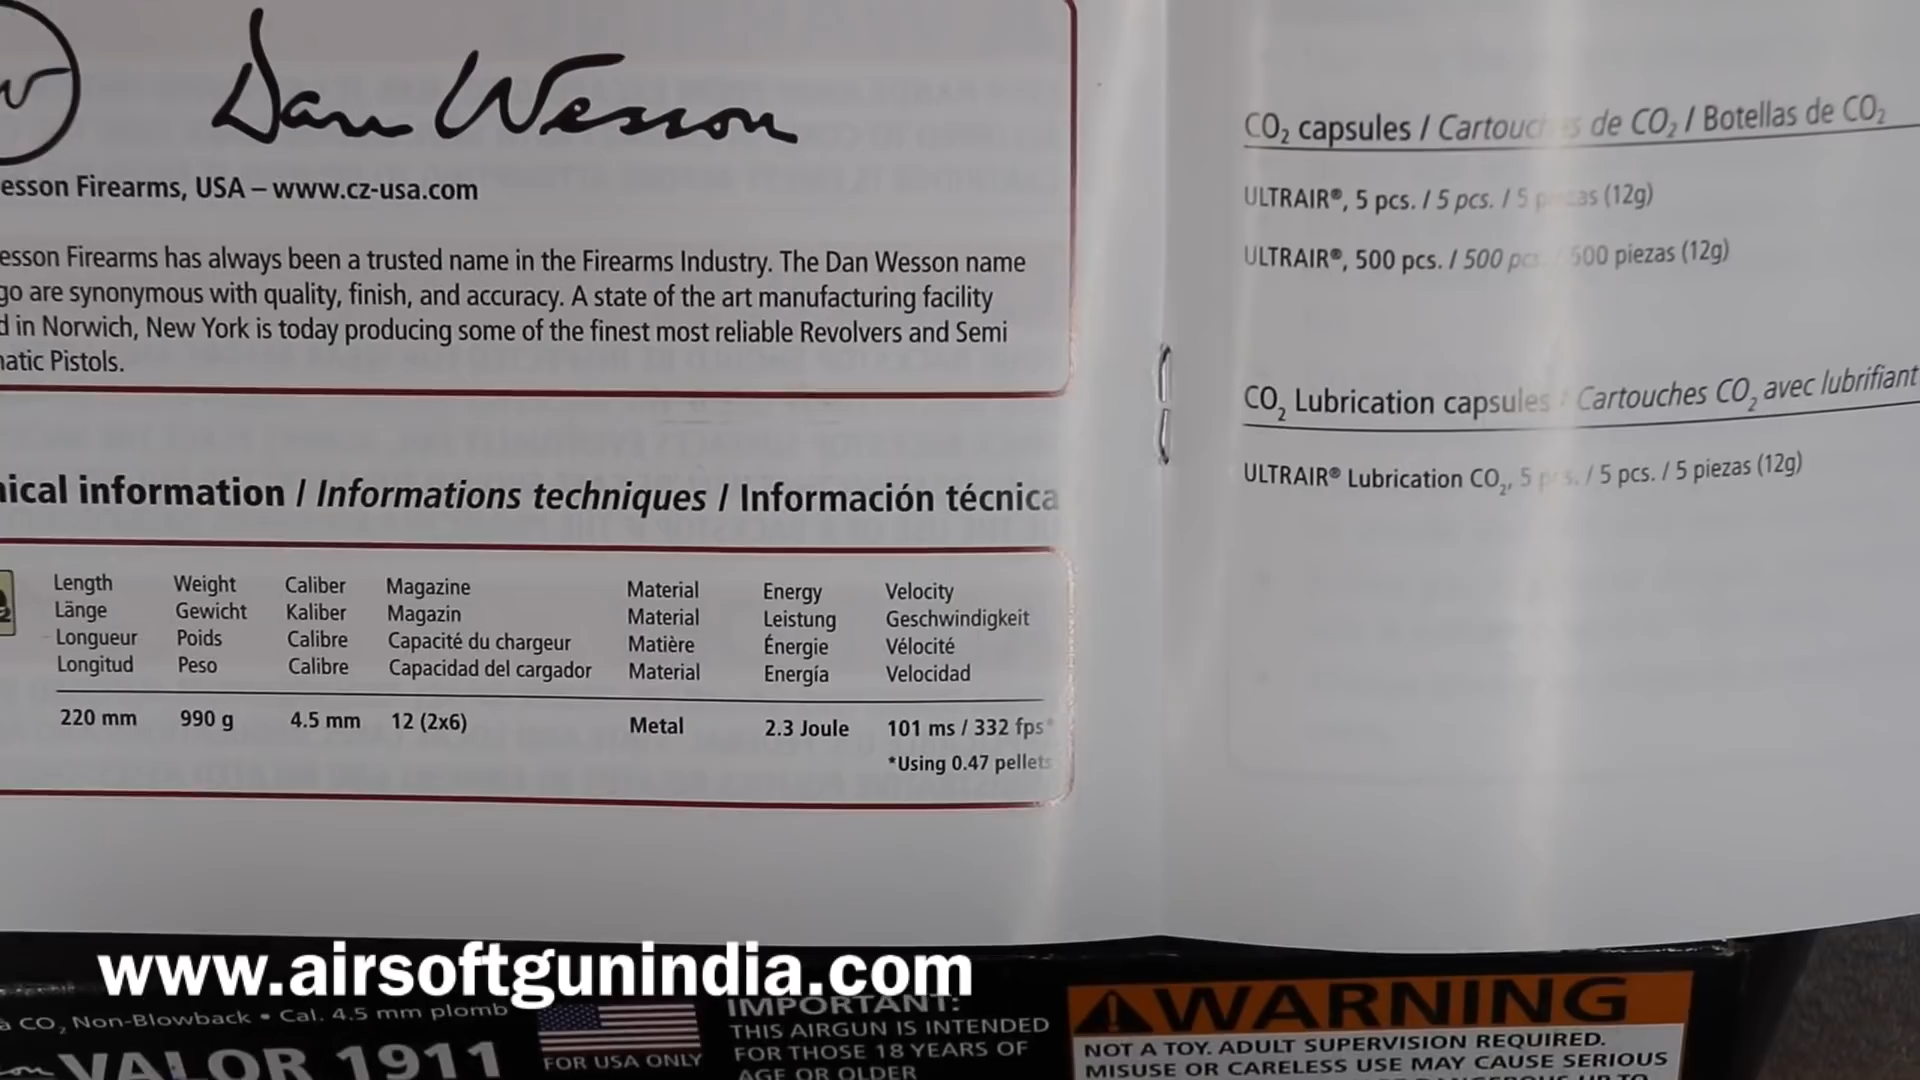 Dan Wesson
esson Firearms, USA – www.cz-usa.com
esson Firearms has always been a trusted name in the Firearms Industry. The Dan Wesson name
go are synonymous with quality, finish, and accuracy. A state of the art manufacturing facility
d in Norwich, New York is today producing some of the finest most reliable Revolvers and Semi
natic Pistols.
nical information / Informations techniques / Información técnica
Length Weight Caliber Magazine Material Energy Velocity
Länge Gewicht Kaliber Magazin Material Leistung Geschwindigkeit
Longueur Poids Calibre Capacité du chargeur Matière Énergie Vélocité
Longitud Peso Calibre Capacidad del cargador Material Energía Velocidad
220 mm 990 g 4.5 mm 12 (2x6) Metal 2.3 Joule 101 ms / 332 fps*
*Using 0.47 pellets
CO₂ capsules / Cartouches de CO₂ / Botellas de CO₂
ULTRAIR®, 5 pcs. / 5 pcs. / 5 piezas (12g)
ULTRAIR®, 500 pcs. / 500 pcs. / 500 piezas (12g)
CO₂ Lubrication capsules / Cartouches CO₂ avec lubrifiant
ULTRAIR® Lubrication CO₂, 5 pcs. / 5 pcs. / 5 piezas (12g)
www.airsoftgunindia.com
à CO₂ Non-Blowback • Cal. 4.5 mm plomb
VALOR 1911
FOR USA ONLY
IMPORTANT:
THIS AIRGUN IS INTENDED
FOR THOSE 18 YEARS OF
AGE OR OLDER
WARNING
NOT A TOY. ADULT SUPERVISION REQUIRED.
MISUSE OR CARELESS USE MAY CAUSE SERIOUS